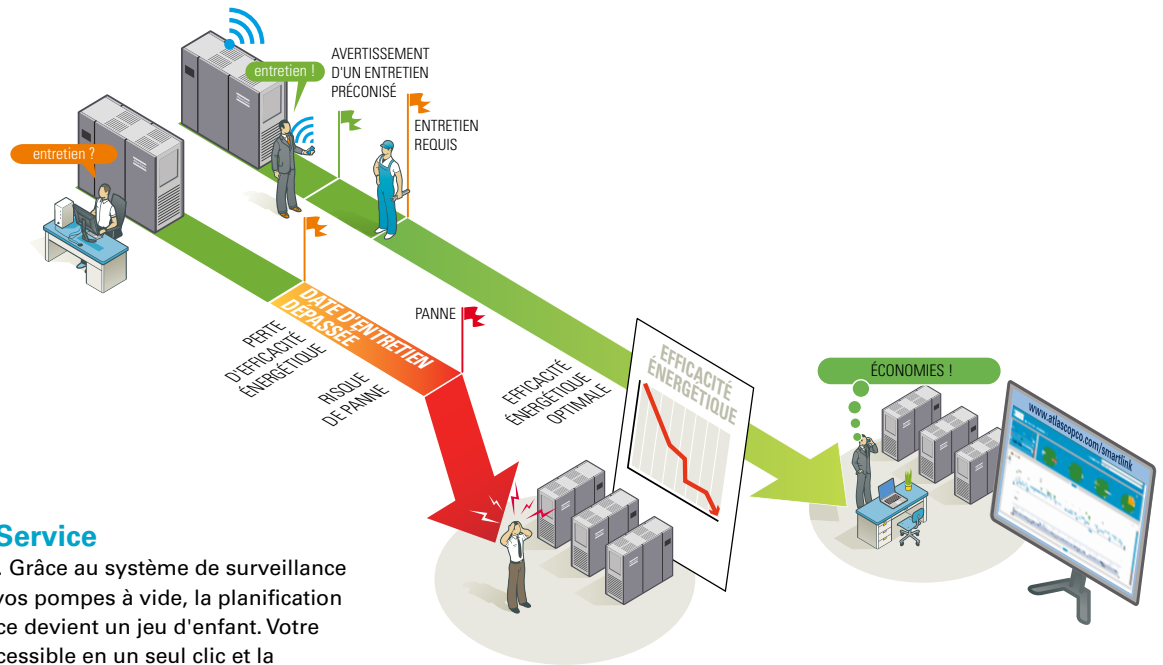 entretien !
AVERTISSEMENT
D'UN ENTRETIEN
PRÉCONISÉ
ENTRETIEN
REQUIS
entretien ?
DATE D'ENTRETIEN
DÉPASSÉE
PANNE
PERTE
D'EFFICACITÉ
ÉNERGÉTIQUE
RISQUE
DE PANNE
EFFICACITÉ
ÉNERGÉTIQUE
OPTIMALE
EFFICACITÉ
ÉNERGÉTIQUE
ÉCONOMIES !
www.atlascopco.com/smartlink
Service
. Grâce au système de surveillance
vos pompes à vide, la planification
ce devient un jeu d'enfant. Votre
cessible en un seul clic et la